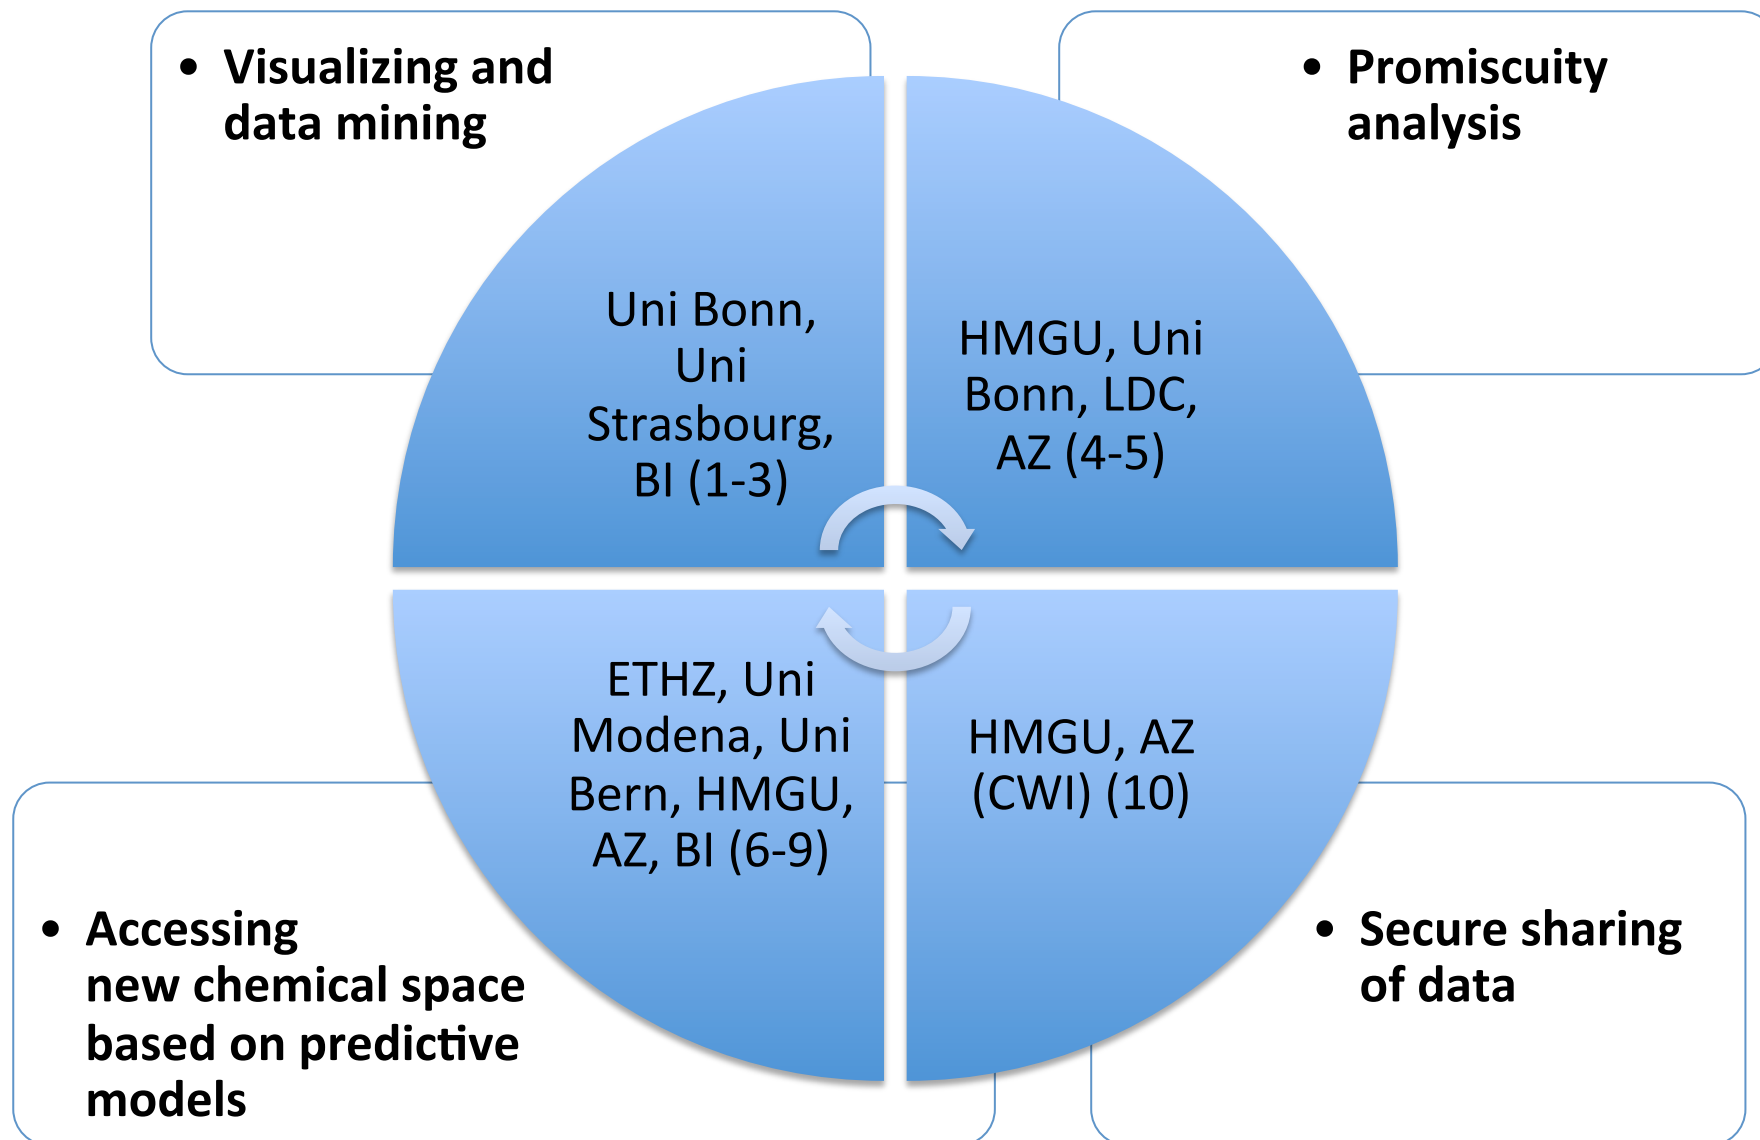 • Visualizing and
data mining
• Promiscuity
analysis
Uni Bonn,
Uni
Strasbourg,
BI (1-3)
HMGU, Uni
Bonn, LDC,
AZ (4-5)
ETHZ, Uni
Modena, Uni
Bern, HMGU,
AZ, BI (6-9)
HMGU, AZ
(CWI) (10)
• Accessing
new chemical space
based on predictive
models
• Secure sharing
of data